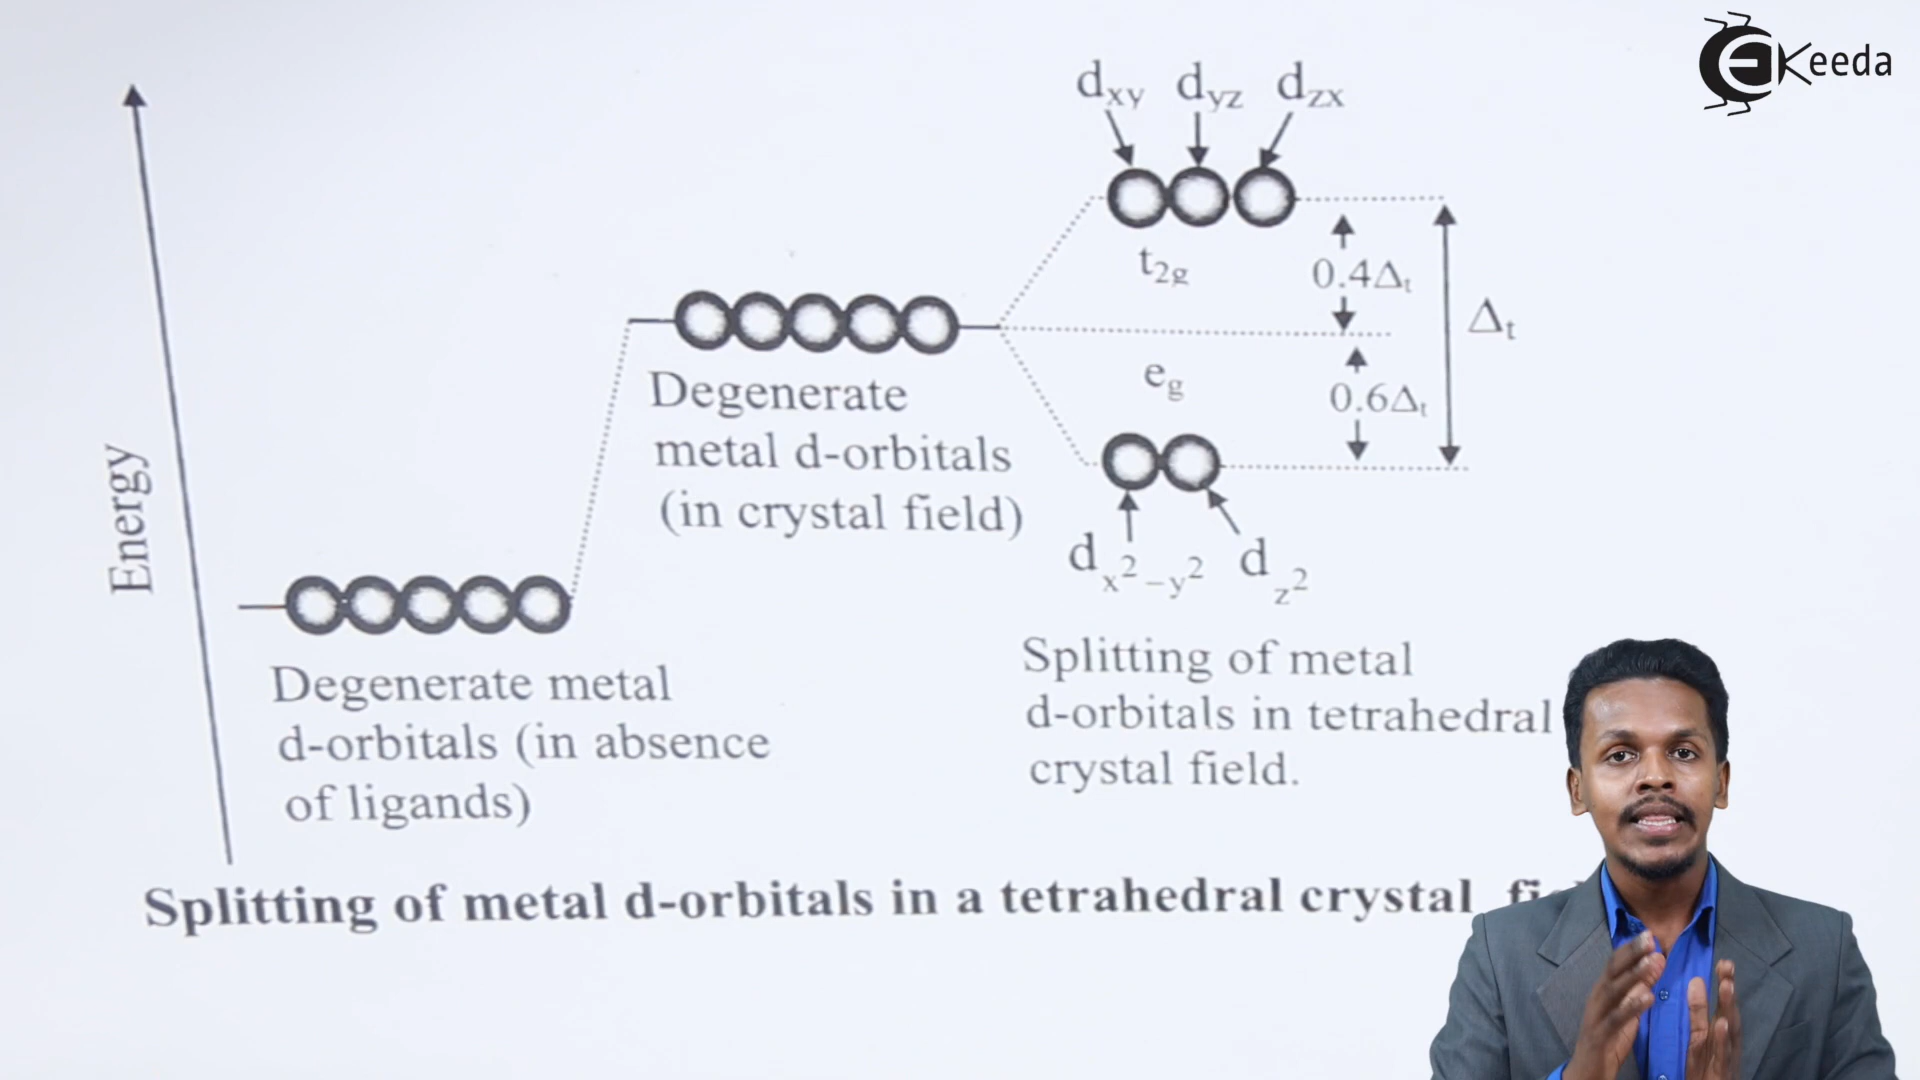 Keeda
d_xy d_yz d_zx
t_2g
0.4Δ_t
Δ_t
e_g
0.6Δ_t
Degenerate
metal d-orbitals
(in crystal field)
d_x²−y² d_z²
Energy
Degenerate metal
d-orbitals (in absence
of ligands)
Splitting of metal
d-orbitals in tetrahedral
crystal field.
Splitting of metal d-orbitals in a tetrahedral crystal